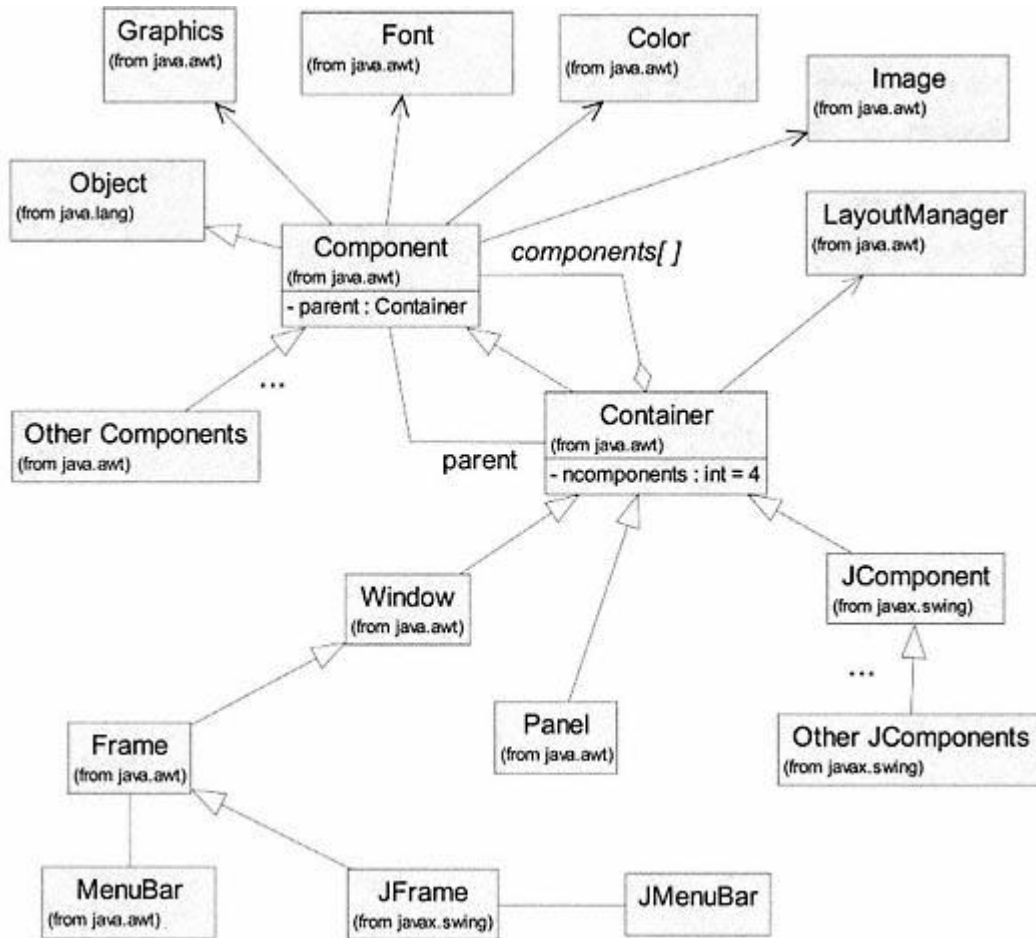 Graphics
(from java.awt)
Font
(from java.awt)
Color
(from java.awt)
Image
(from java.awt)
Object
(from java.lang)
Component
(from java.awt)
- parent : Container
components[ ]
LayoutManager
(from java.awt)
...
Other Components
(from java.awt)
Container
(from java.awt)
- ncomponents : int = 4
parent
Window
(from java.awt)
JComponent
(from javax.swing)
...
Frame
(from java.awt)
Panel
(from java.awt)
Other JComponents
(from javax.swing)
MenuBar
(from java.awt)
JFrame
(from javax.swing)
JMenuBar